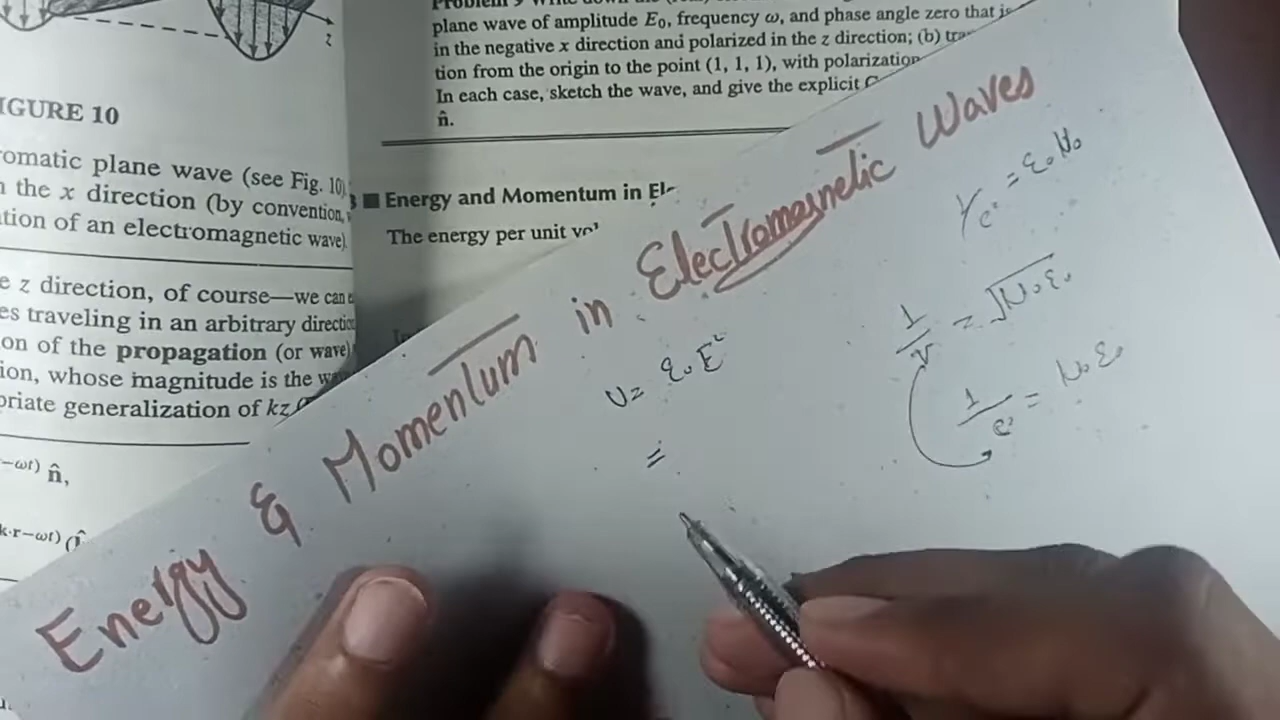 z
FIGURE 10
omatic plane wave (see Fig. 10)
the x direction (by convention,
tion of an electromagnetic wave)
e z direction, of course—we can
es traveling in an arbitrary
on of the propagation (or wave)
ion, whose magnitude is the
priate generalization of kz
−ωt) n̂,
k·r−ωt)
plane wave of amplitude E₀, frequency ω, and phase angle zero that is
in the negative x direction and polarized in the z direction; (b)
tion from the origin to the point (1, 1, 1), with polarization
In each case, sketch the wave, and give the explicit
n̂.
■ Energy and Momentum in
The energy per unit
Energy & Momentum in Electromagnetic Waves
U = ε₀E²
=
1/c² = ε₀μ₀
1/v = √μ₀ε₀
1/c² = μ₀ε₀